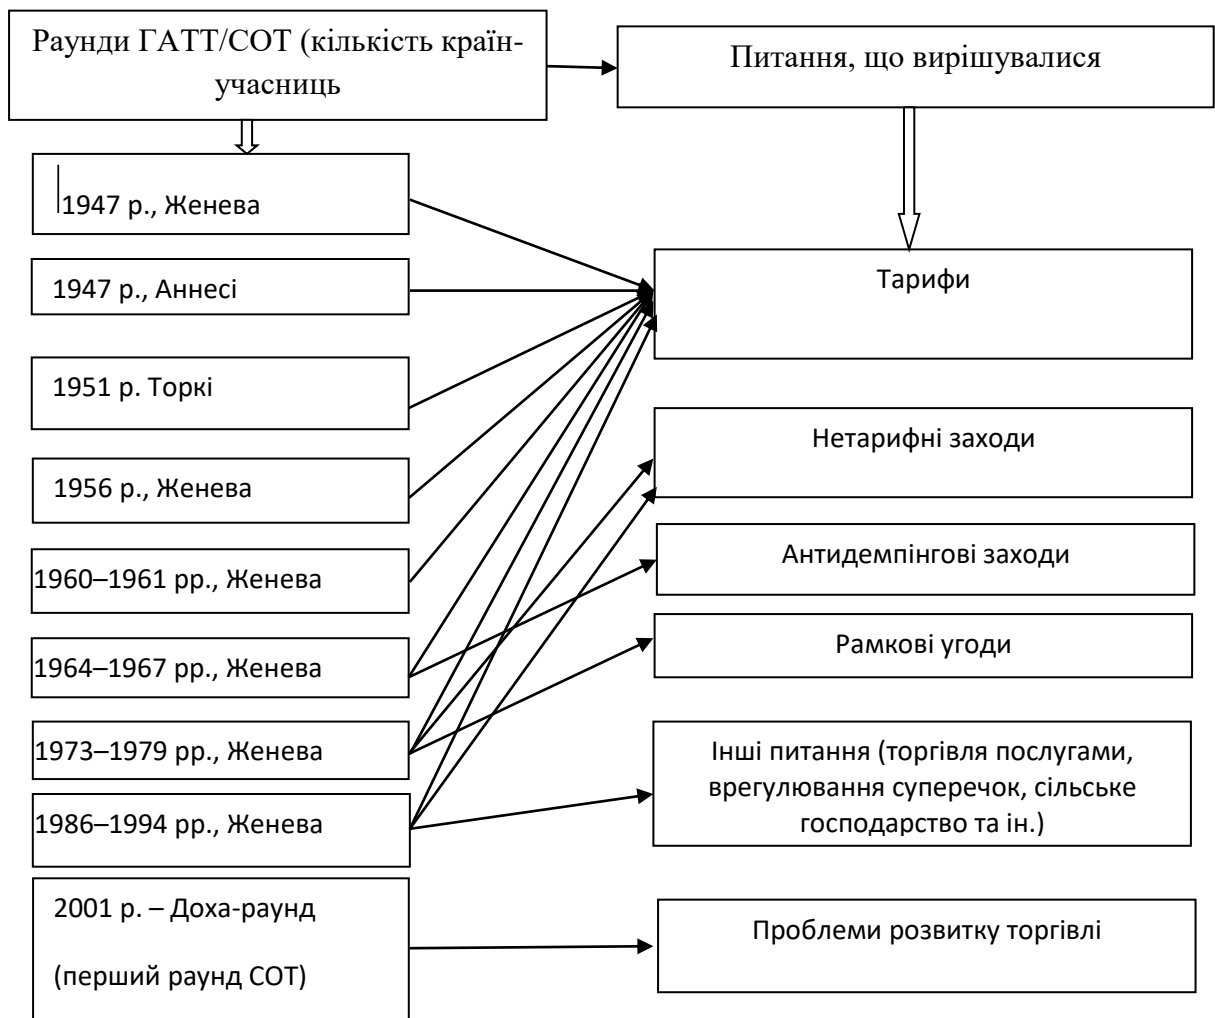 Раунди ГАТТ/СОТ (кількість країн-
учасниць
Питання, що вирішувалися
1947 р., Женева
1947 р., Аннесі
1951 р. Торкі
1956 р., Женева
1960–1961 рр., Женева
1964–1967 рр., Женева
1973–1979 рр., Женева
1986–1994 рр., Женева
2001 р. – Доха-раунд
(перший раунд СОТ)
Тарифи
Нетарифні заходи
Антидемпінгові заходи
Рамкові угоди
Інші питання (торгівля послугами,
врегулювання суперечок, сільське
господарство та ін.)
Проблеми розвитку торгівлі